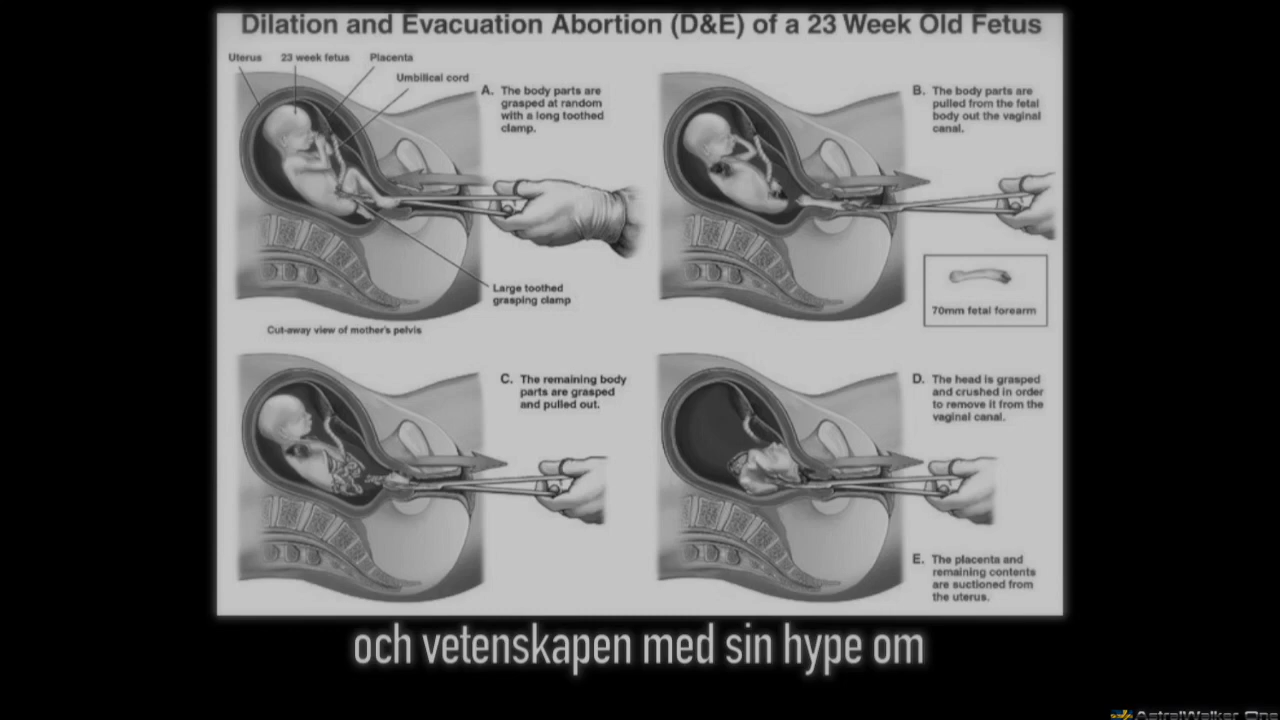 Dilation and Evacuation Abortion (D&E) of a 23 Week Old Fetus
Uterus
23 week fetus
Placenta
Umbilical cord
A. The body parts are
grasped at random
with a long toothed
clamp.
Large toothed
grasping clamp
Cut-away view of mother's pelvis
B. The body parts are
pulled from the fetal
body out the vaginal
canal.
70mm fetal forearm
C. The remaining body
parts are grasped
and pulled out.
D. The head is grasped
and crushed in order
to remove it from the
vaginal canal.
E. The placenta and
remaining contents
are suctioned from
the uterus.
och vetenskapen med sin hype om
AstralWalker One